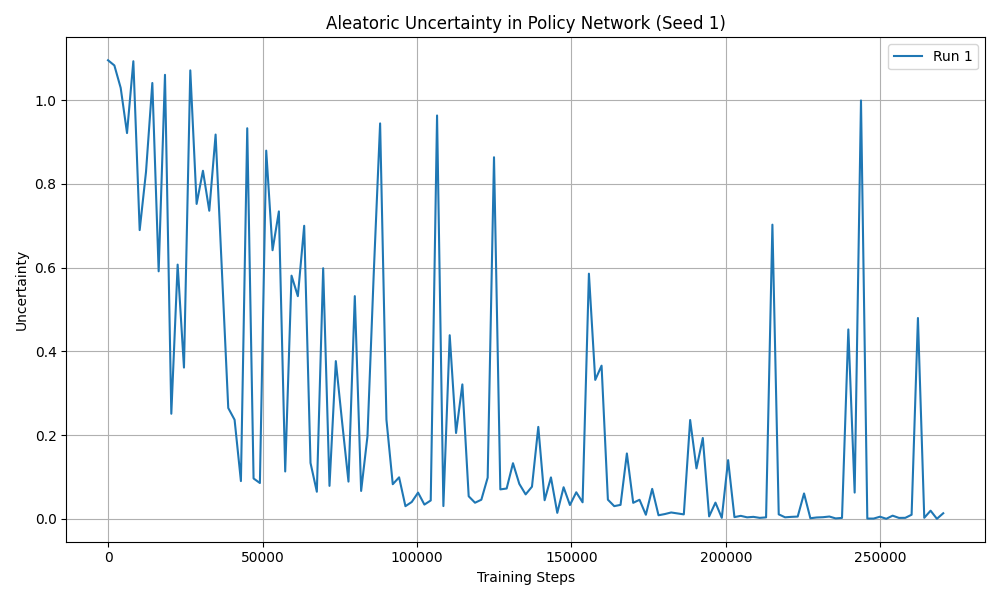 Aleatoric Uncertainty in Policy Network (Seed 1)
Run 1
1.0
0.8
0.6
0.4
0.2
0.0
Uncertainty
0 50000 100000 150000 200000 250000
Training Steps